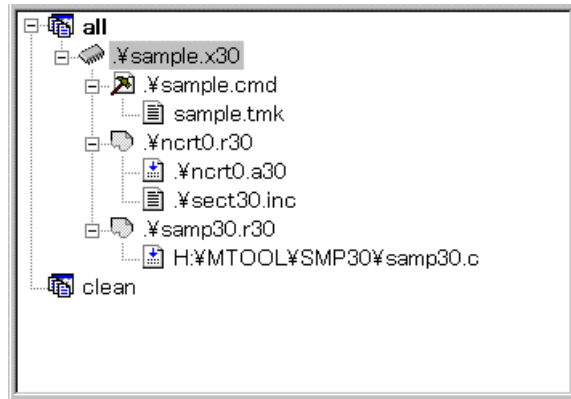 all
.¥sample.x30
.¥sample.cmd
sample.tmk
.¥ncrt0.r30
.¥ncrt0.a30
.¥sect30.inc
.¥samp30.r30
H:¥MTOOL¥SMP30¥samp30.c
clean